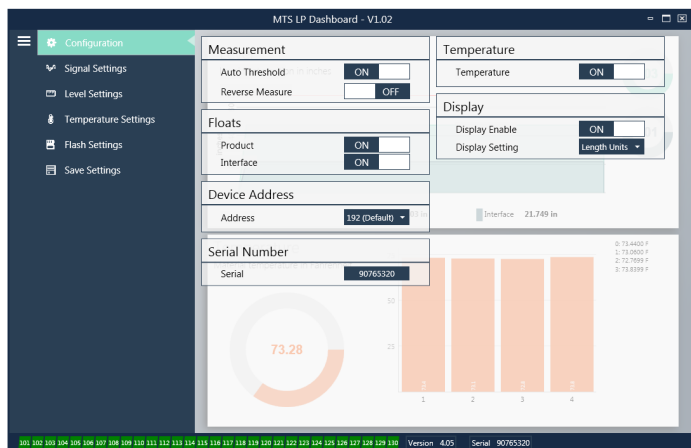 MTS LP Dashboard - V1.02
Configuration
Signal Settings
Level Settings
Temperature Settings
Flash Settings
Save Settings
Measurement
Auto Threshold ON
Reverse Measure OFF
Floats
Product ON
Interface ON
Device Address
Address 192 (Default)
Serial Number
Serial 90765320
Temperature
Temperature ON
Display
Display Enable ON
Display Setting Length Units
in inches
in
Interface 21.749 in
0: 73.4400 F
1: 73.0600 F
2: 72.7699 F
3: 73.8399 F
50
25
73.28
1 2 3 4
101 102 103 104 105 106 107 108 109 110 111 112 113 114 115 116 117 118 119 120 121 122 123 124 125 126 127 128 129 130 Version 4.05 Serial 90765320